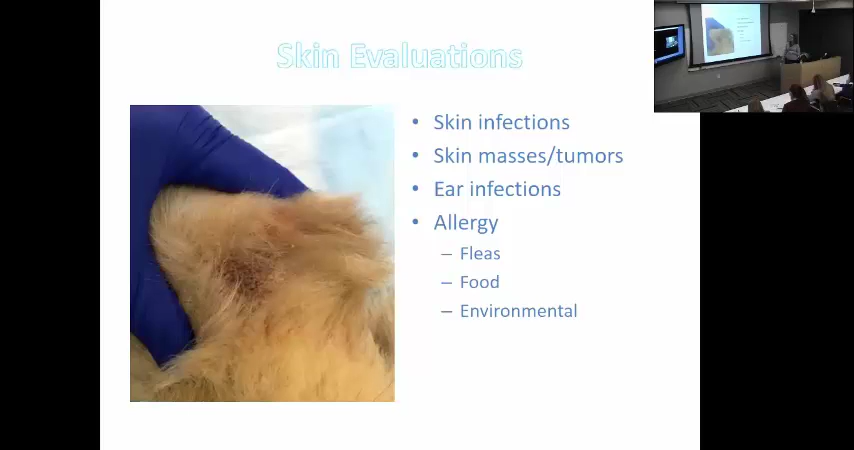 Skin Evaluations
• Skin infections
• Skin masses/tumors
• Ear infections
• Allergy
– Fleas
– Food
– Environmental